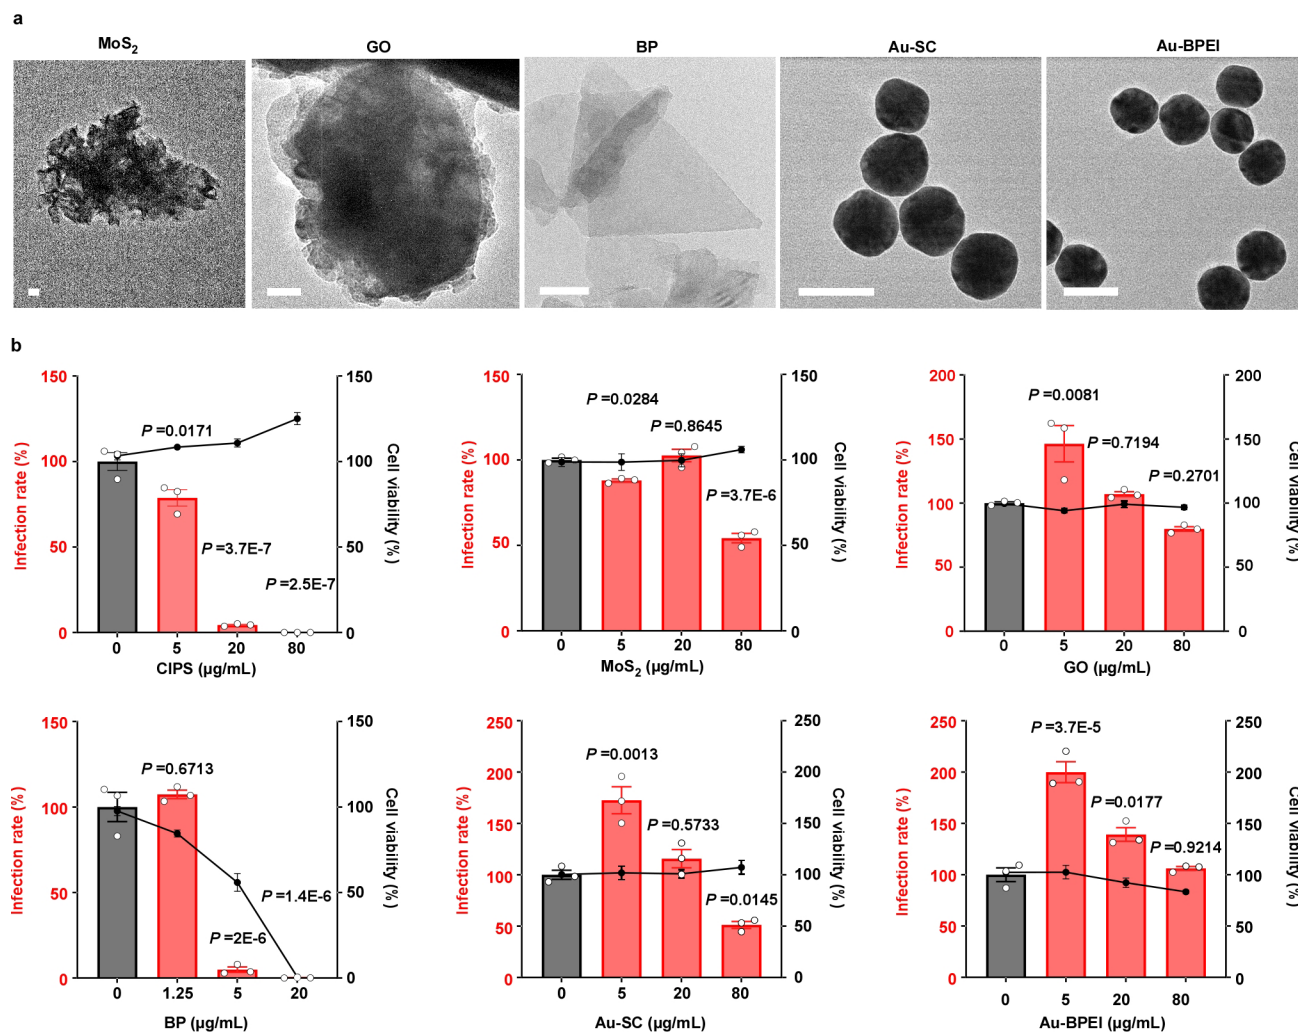 a
MoS2 GO BP Au-SC Au-BPEI
b
150 100 50 0
Infection rate (%)
P =0.0171
P =3.7E-7
P =2.5E-7
150 100 50 0
Cell viability (%)
0 5 20 80
CIPS (µg/mL)
150 100 50 0
Infection rate (%)
P =0.0284
P =0.8645
P =3.7E-6
150 100 50 0
Cell viability (%)
0 5 20 80
MoS2 (µg/mL)
200 150 100 50 0
Infection rate (%)
P =0.0081
P =0.7194
P =0.2701
200 150 100 50 0
Cell viability (%)
0 5 20 80
GO (µg/mL)
150 100 50 0
Infection rate (%)
P =0.6713
P =2E-6
P =1.4E-6
150 100 50 0
Cell viability (%)
0 1.25 5 20
BP (µg/mL)
250 200 150 100 50 0
Infection rate (%)
P =0.0013
P =0.5733
P =0.0145
250 200 150 100 50 0
Cell viability (%)
0 5 20 80
Au-SC (µg/mL)
250 200 150 100 50 0
Infection rate (%)
P =3.7E-5
P =0.0177
P =0.9214
250 200 150 100 50 0
Cell viability (%)
0 5 20 80
Au-BPEI (µg/mL)